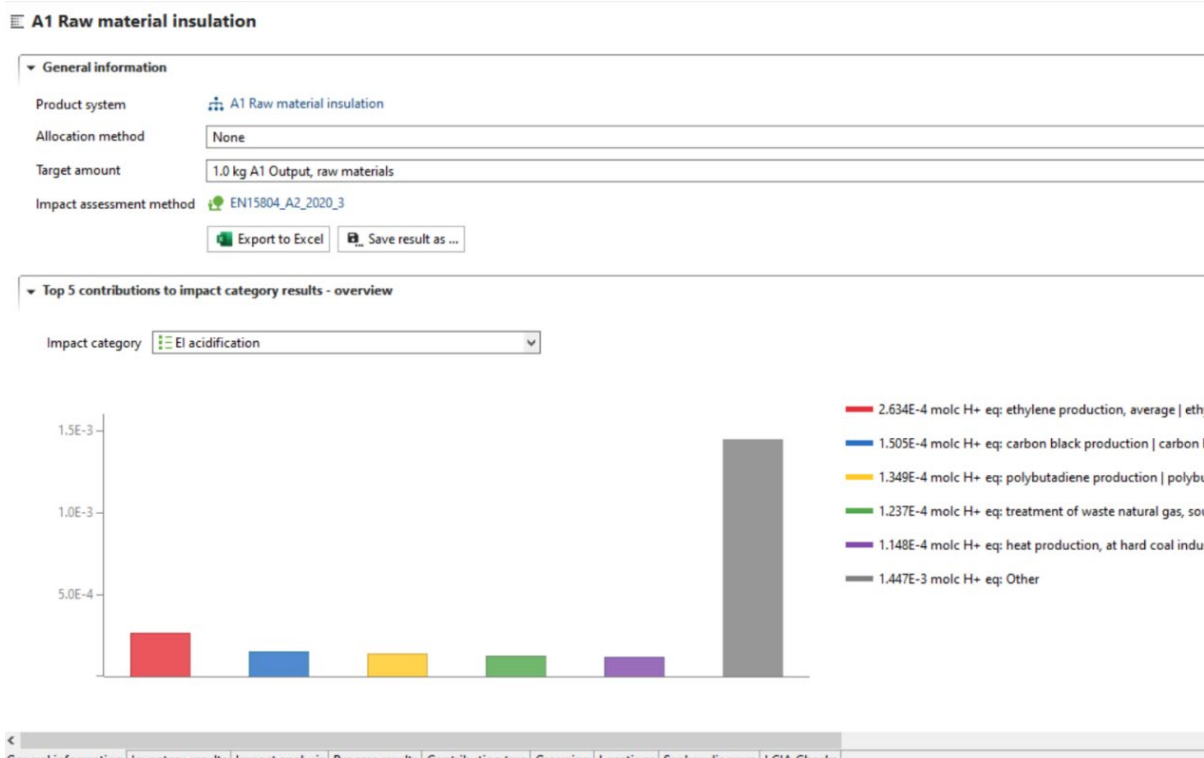 A1 Raw material insulation
General information
Product system A1 Raw material insulation
Allocation method None
Target amount 1.0 kg A1 Output, raw materials
Impact assessment method EN15804_A2_2020_3
Export to Excel Save result as ...
Top 5 contributions to impact category results - overview
Impact category EI acidification
1.5E-3
1.0E-3
5.0E-4
2.634E-4 molc H+ eq: ethylene production, average | eth
1.505E-4 molc H+ eq: carbon black production | carbon
1.349E-4 molc H+ eq: polybutadiene production | polybu
1.237E-4 molc H+ eq: treatment of waste natural gas, sou
1.148E-4 molc H+ eq: heat production, at hard coal indu
1.447E-3 molc H+ eq: Other